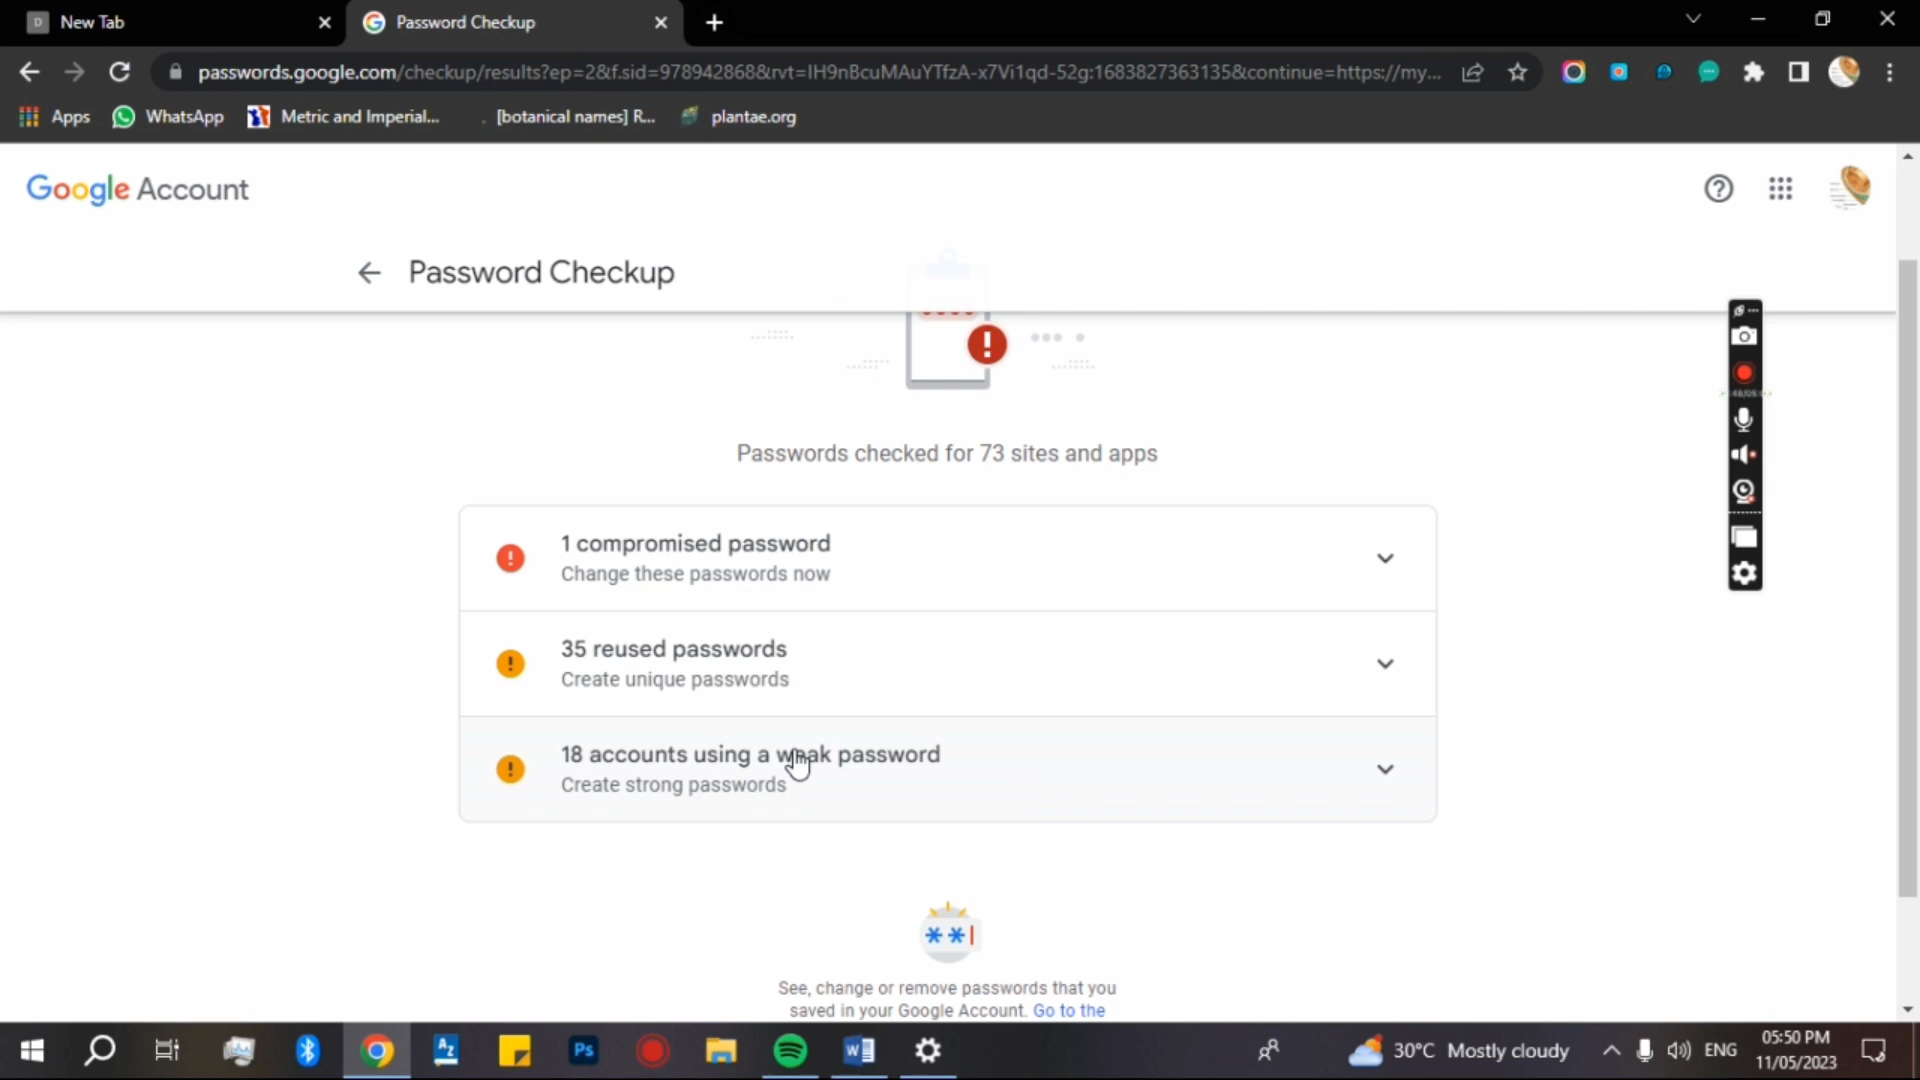 New Tab
Password Checkup
passwords.google.com/checkup/results?ep=2&f.sid=978942868&rvt=IH9nBcuMAuYTfzA-x7Vi1qd-52g:1683827363135&continue=https://my...
Apps
WhatsApp
Metric and Imperial...
[botanical names] R...
plantae.org
Google Account
Password Checkup
Passwords checked for 73 sites and apps
1 compromised password
Change these passwords now
35 reused passwords
Create unique passwords
18 accounts using a weak password
Create strong passwords
See, change or remove passwords that you
saved in your Google Account. Go to the
30°C Mostly cloudy
ENG
05:50 PM
11/05/2023